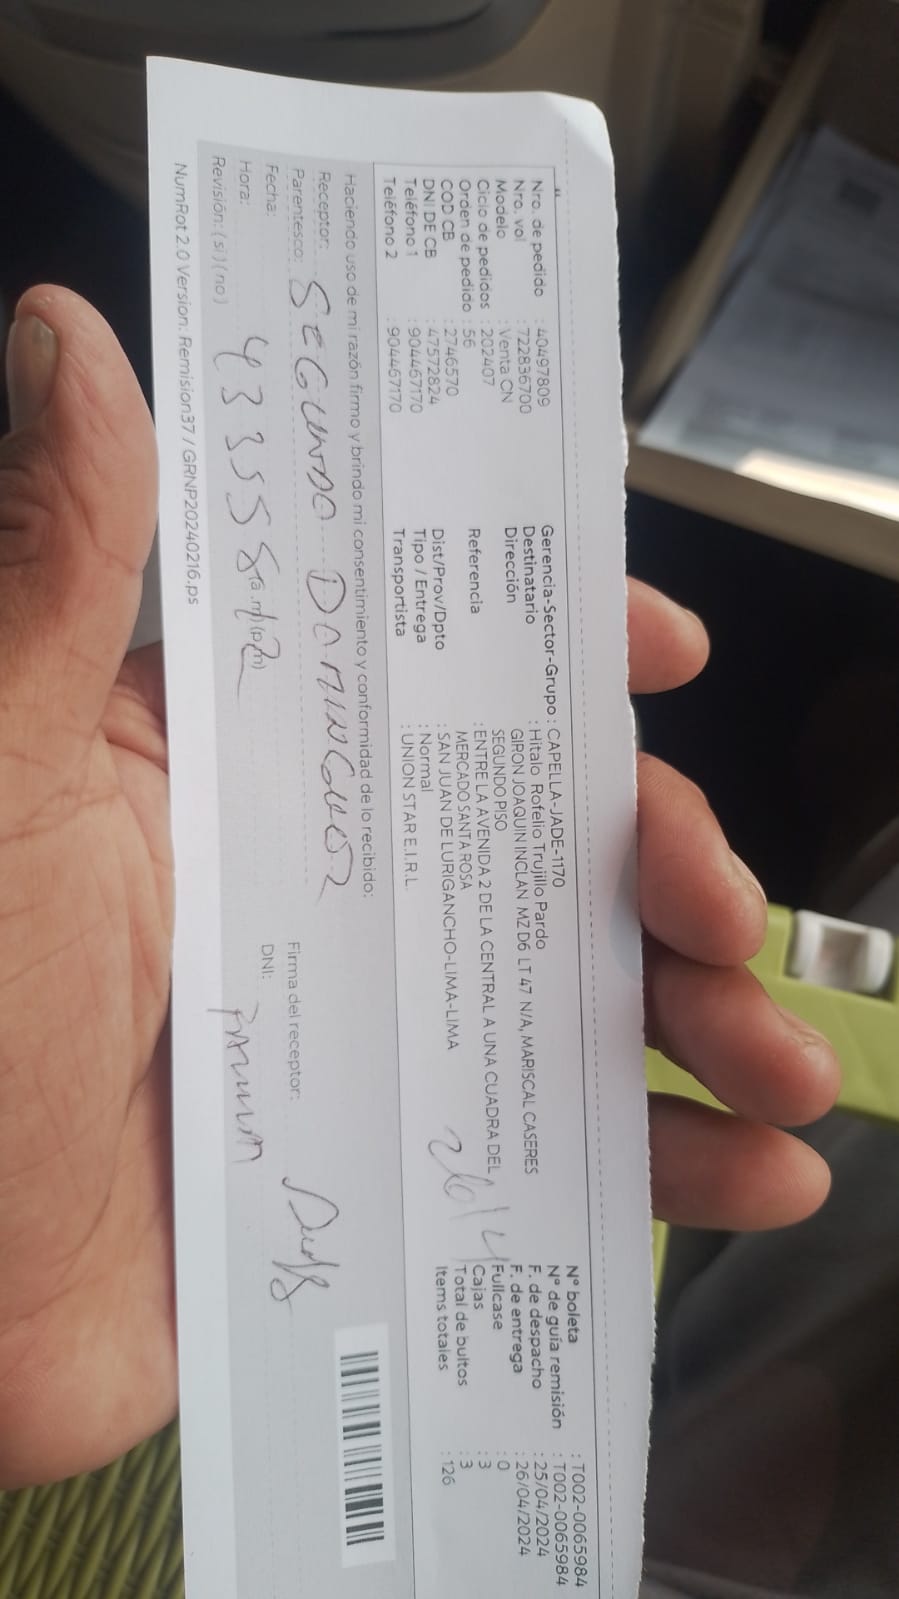 Nro. de pedido : 40497809
Nro. vol : 722836700
Modelo : Venta CN
Ciclo de pedidos : 202407
Orden de pedido : 56
COD CB : 2746570
DNI DE CB : 47572824
Teléfono 1 : 904467170
Teléfono 2 : 904467170
Gerencia-Sector-Grupo : CAPELLA-JADE-1170
Destinatario : Hitalo Rofelio Trujillo Pardo
Dirección : GIRON JOAQUIN INCLAN MZ D6 LT 47 N/A, MARISCAL CASERES
SEGUNDO PISO
Referencia : ENTRE LA AVENIDA 2 DE LA CENTRAL A UNA CUADRA DEL
MERCADO SANTA ROSA
Dist/Prov/Dpto : SAN JUAN DE LURIGANCHO-LIMA-LIMA
Tipo / Entrega : Normal
Transportista : UNION STAR E.I.R.L.
N° boleta : T002-0065984
N° de guía remisión : T002-0065984
F. de despacho : 25/04/2024
F. de entrega : 26/04/2024
Fullcase : 0
Cajas : 3
Total de bultos : 3
Items totales : 126
26/4
Haciendo uso de mi razón firmo y brindo mi consentimiento y conformidad de lo recibido:
Receptor: SEGUNDO DOMINGUEZ
Parentesco:
Fecha:
Hora:
Revisión: ( si ) ( no )
Firma del receptor:
DNI:
NumRot 2.0 Version: Remision37 / GRNP20240216.ps